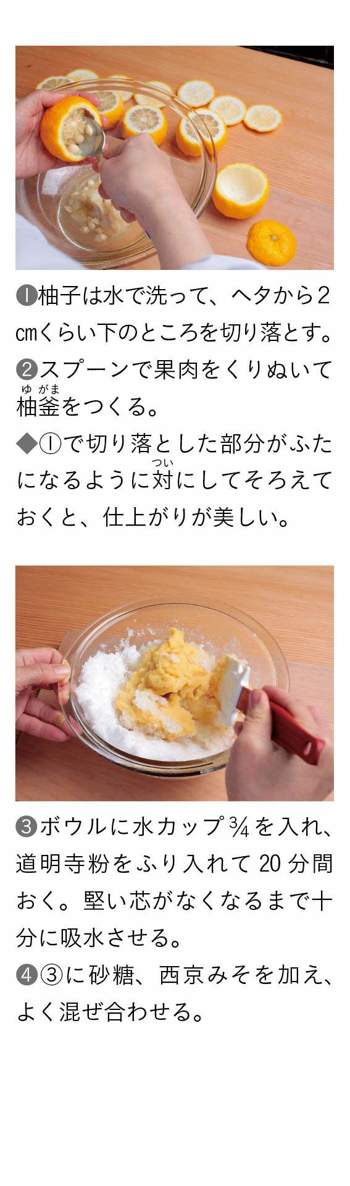 ❶柚子は水で洗って、ヘタから2
cmくらい下のところを切り落とす。
❷スプーンで果肉をくりぬいて
ゆ がま
柚釜をつくる。
◆①で切り落とした部分がふた
つい
になるように対にしてそろえて
おくと、仕上がりが美しい。
❸ボウルに水カップ¾を入れ、
道明寺粉をふり入れて20分間
おく。堅い芯がなくなるまで十
分に吸水させる。
❹③に砂糖、西京みそを加え、
よく混ぜ合わせる。